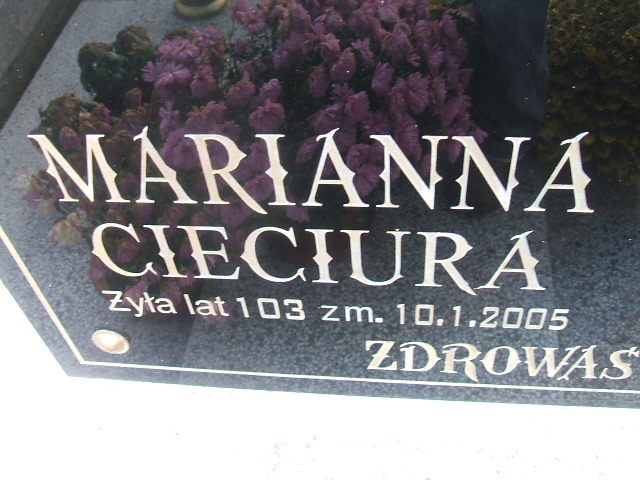 MARIANNA
CIECIURA
Żyła lat 103 zm. 10.1.2005
ZDROWAŚ